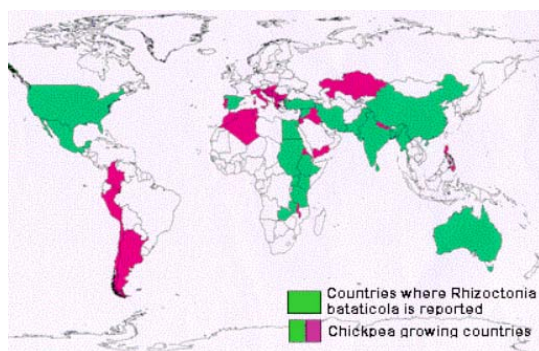 Countries where Rhizoctonia
bataticola is reported
Chickpea growing countries